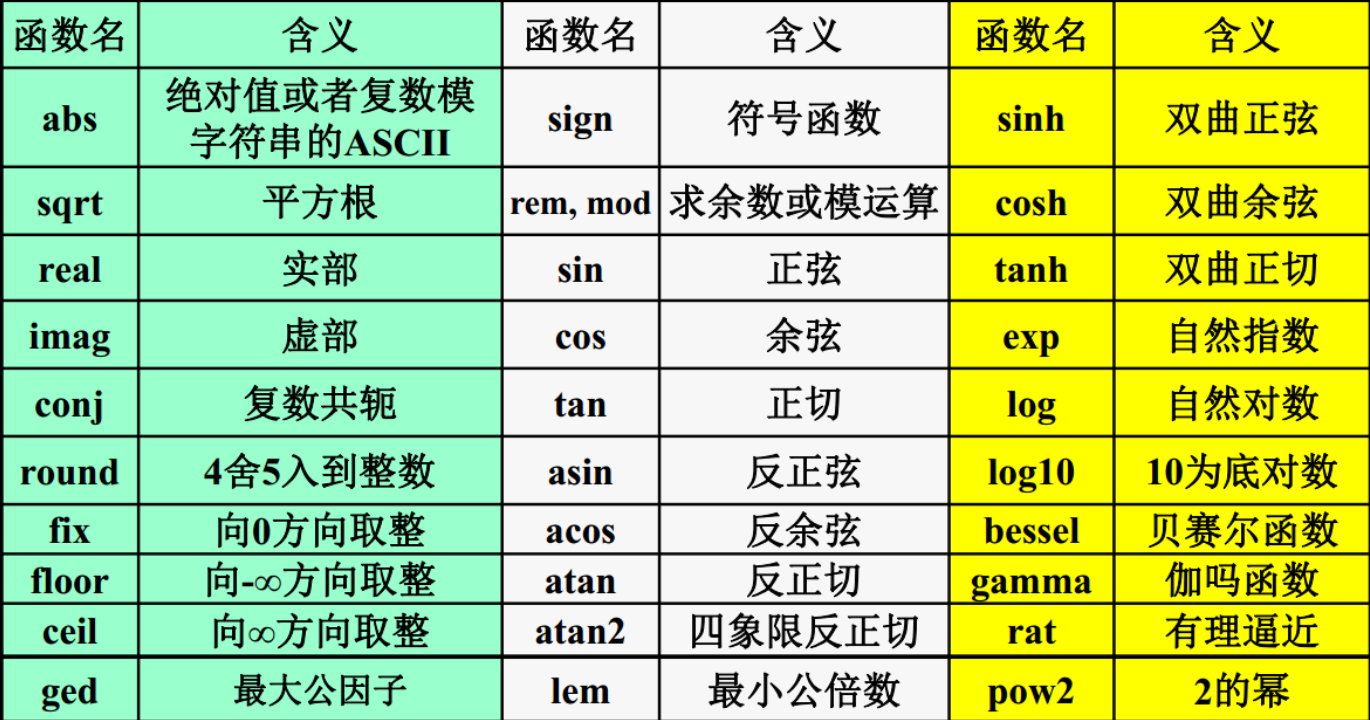 函数名 含义 函数名 含义 函数名 含义
abs 绝对值或者复数模 sign 符号函数 sinh 双曲正弦
字符串的ASCII
sqrt 平方根 rem, mod 求余数或模运算 cosh 双曲余弦
real 实部 sin 正弦 tanh 双曲正切
imag 虚部 cos 余弦 exp 自然指数
conj 复数共轭 tan 正切 log 自然对数
round 4舍5入到整数 asin 反正弦 log10 10为底对数
fix 向0方向取整 acos 反余弦 bessel 贝赛尔函数
floor 向-∞方向取整 atan 反正切 gamma 伽吗函数
ceil 向∞方向取整 atan2 四象限反正切 rat 有理逼近
ged 最大公因子 lem 最小公倍数 pow2 2的幂